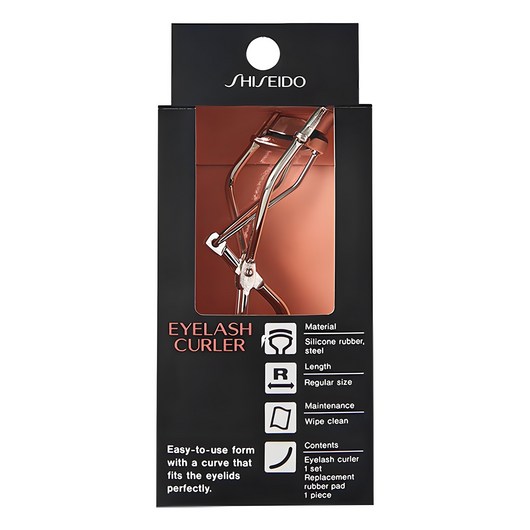 SHISEIDO
EYELASH
CURLER
Material
Silicone rubber,
steel
R
Length
Regular size
Maintenance
Wipe clean
Contents
Eyelash curler
1 set
Replacement
rubber pad
1 piece
Easy-to-use form
with a curve that
fits the eyelids
perfectly.